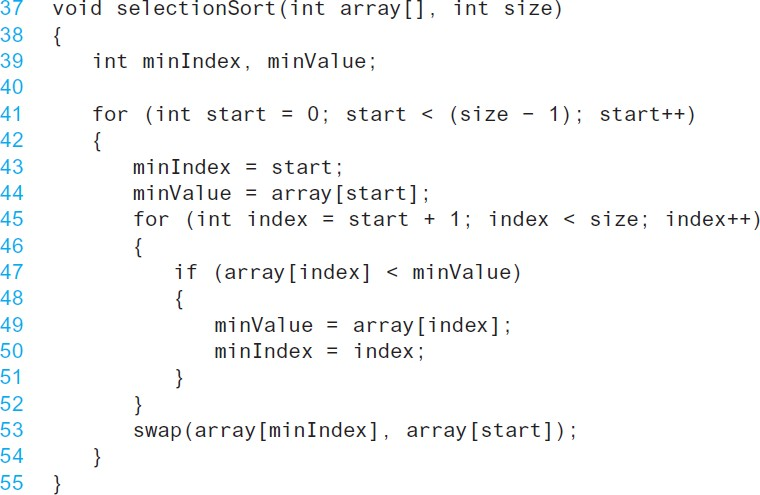 37 void selectionSort(int array[], int size)
38 {
39 int minIndex, minValue;
40
41 for (int start = 0; start < (size − 1); start++)
42 {
43 minIndex = start;
44 minValue = array[start];
45 for (int index = start + 1; index < size; index++)
46 {
47 if (array[index] < minValue)
48 {
49 minValue = array[index];
50 minIndex = index;
51 }
52 }
53 swap(array[minIndex], array[start]);
54 }
55 }